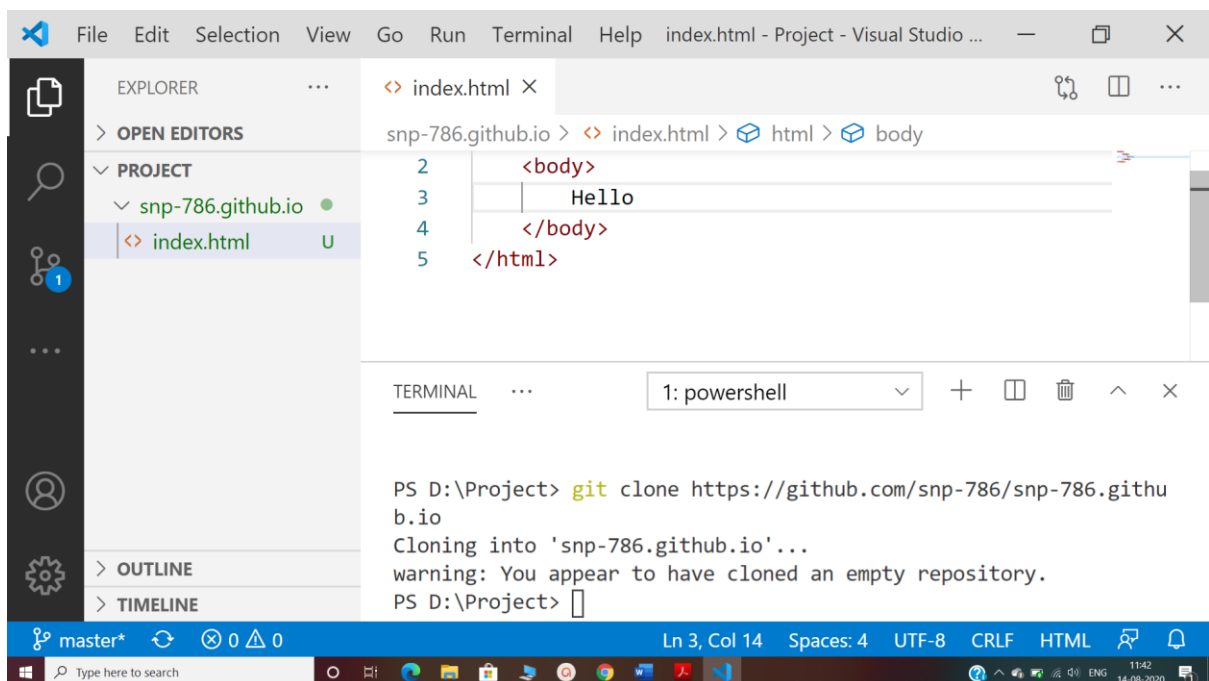 File Edit Selection View Go Run Terminal Help index.html - Project - Visual Studio ...
EXPLORER ...
index.html
OPEN EDITORS
snp-786.github.io > index.html > html > body
PROJECT
snp-786.github.io
index.html U
2 <body>
3 Hello
4 </body>
5 </html>
1
TERMINAL ...
1: powershell
PS D:\Project> git clone https://github.com/snp-786/snp-786.githu
b.io
Cloning into 'snp-786.github.io'...
warning: You appear to have cloned an empty repository.
PS D:\Project>
OUTLINE
TIMELINE
master* 0 0 Ln 3, Col 14 Spaces: 4 UTF-8 CRLF HTML
Type here to search
ENG
11:42
14-08-2020